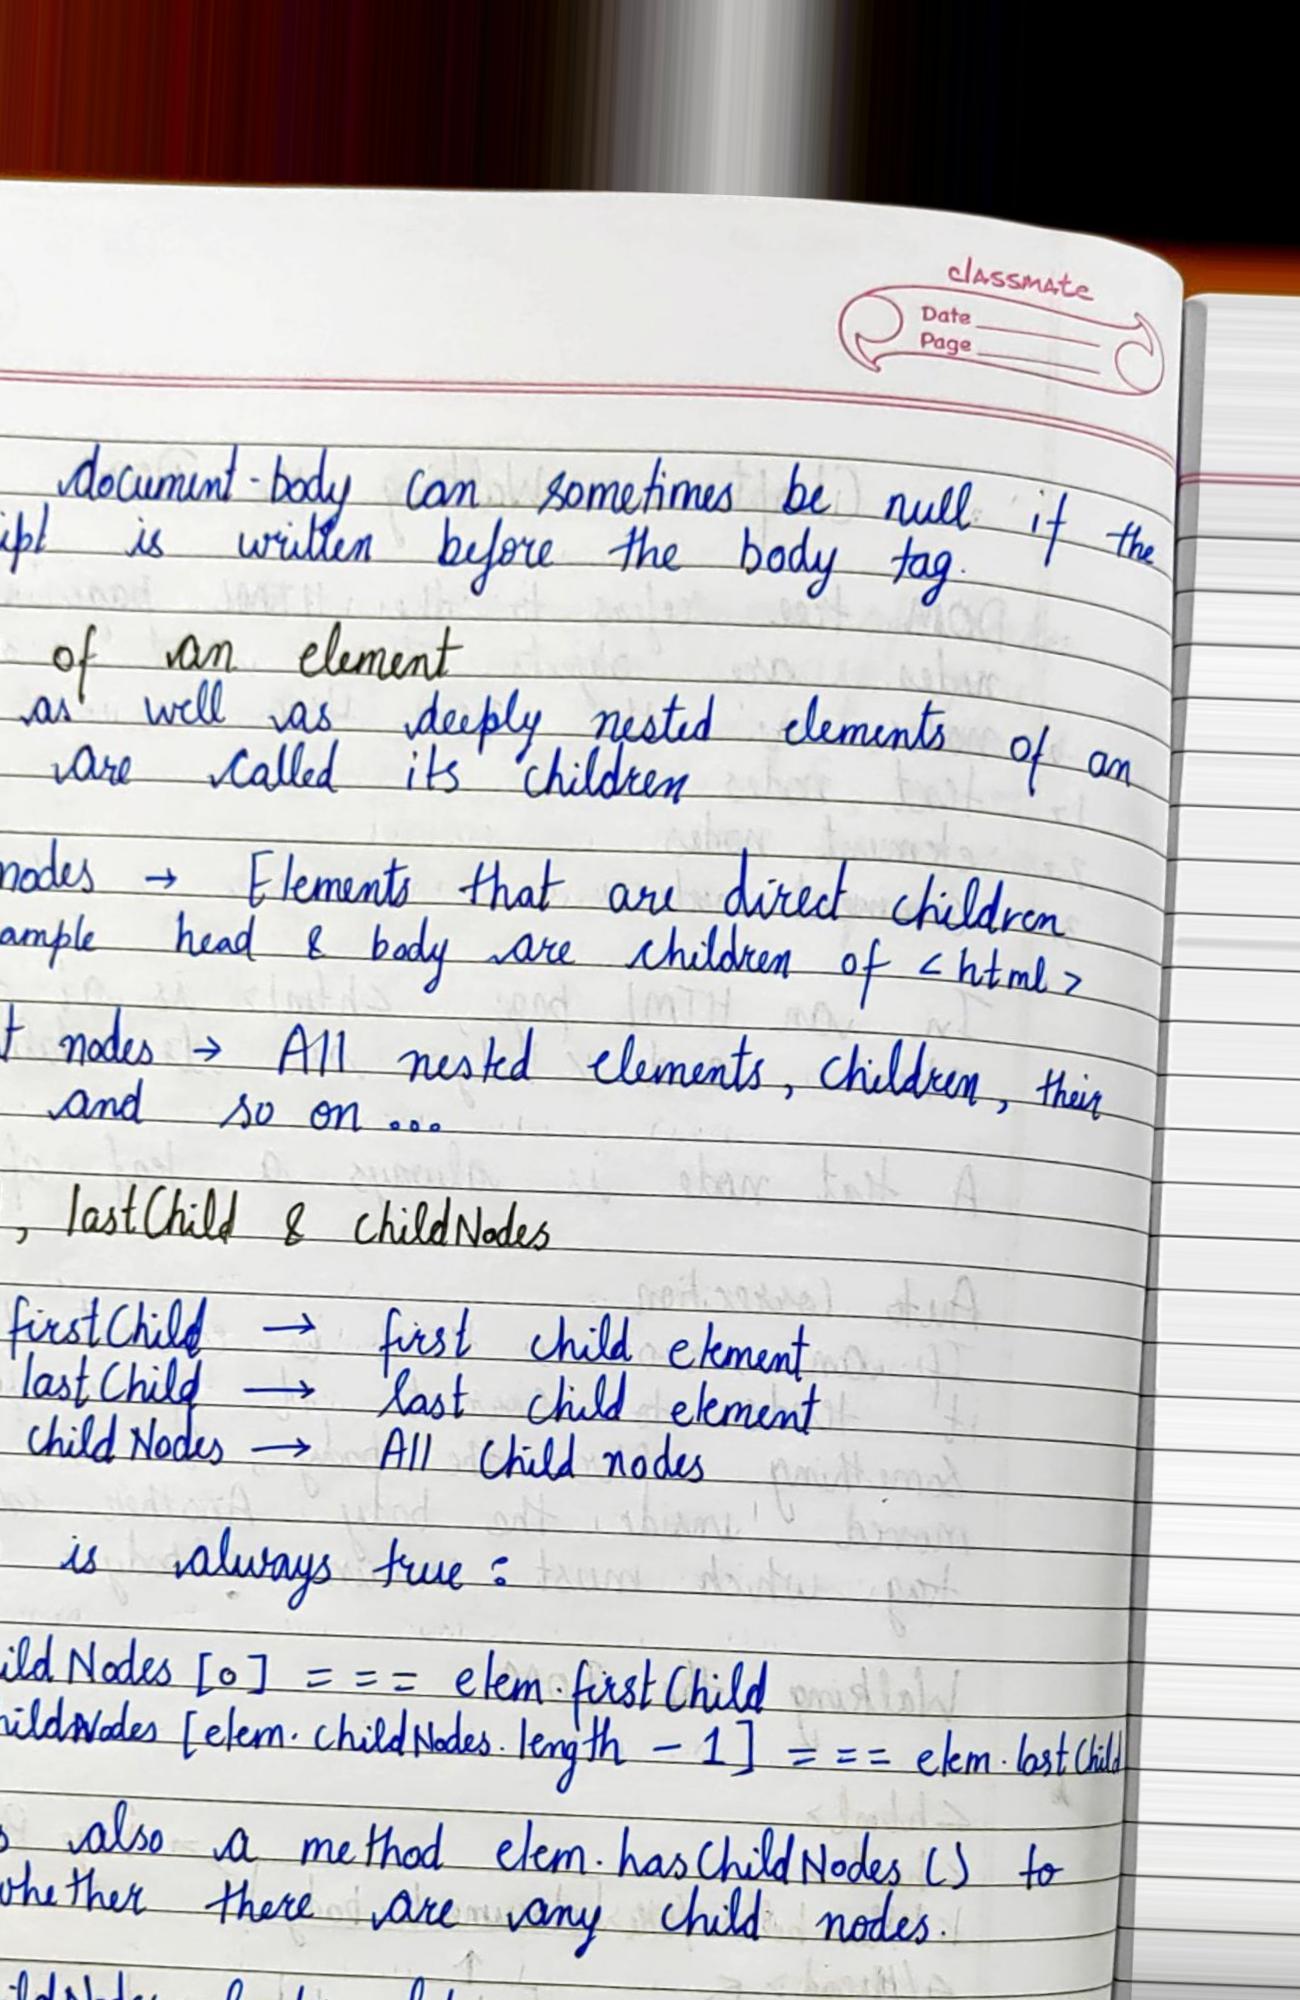 classmate
Date
Page
document.body can sometimes be null if the
ipt is written before the body tag.
of an element
as well as deeply nested elements of an
are called its children
nodes → Elements that are direct children
ample head & body are children of <html>
t nodes → All nested elements, children, their
and so on...
, lastChild & childNodes
firstChild → first child element
lastChild → last child element
childNodes → All child nodes
is always true:
ildNodes [0] === elem.firstChild
hildNodes [elem.childNodes.length - 1] === elem.lastChild
s also a method elem.hasChildNodes() to
whether there are any child nodes.